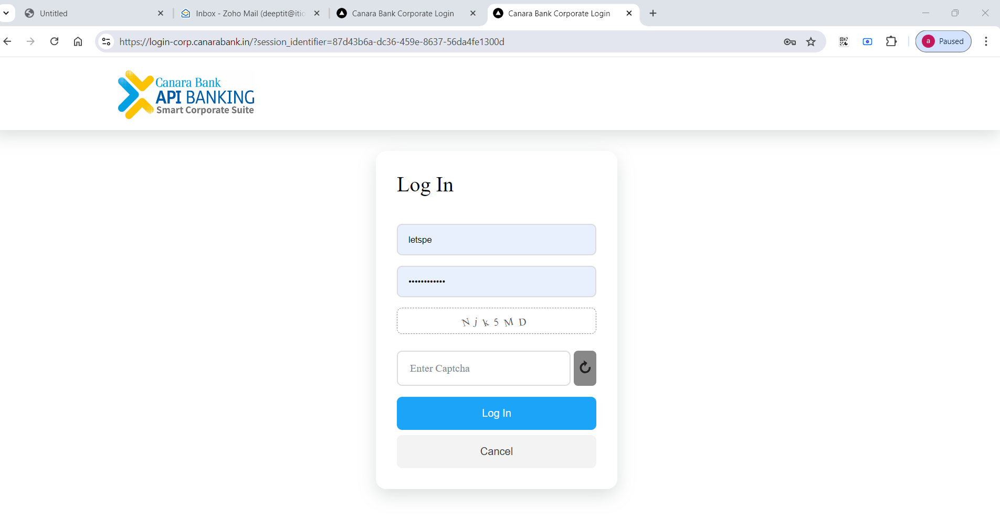 Untitled
Inbox - Zoho Mail (deeptit@itio
Canara Bank Corporate Login
Canara Bank Corporate Login
https://login-corp.canarabank.in/?session_identifier=87d43b6a-dc36-459e-8637-56da4fe1300d
a Paused
Canara Bank
API BANKING
Smart Corporate Suite
Log In
letspe
••••••••••••
N j k 5 M D
Enter Captcha
Log In
Cancel